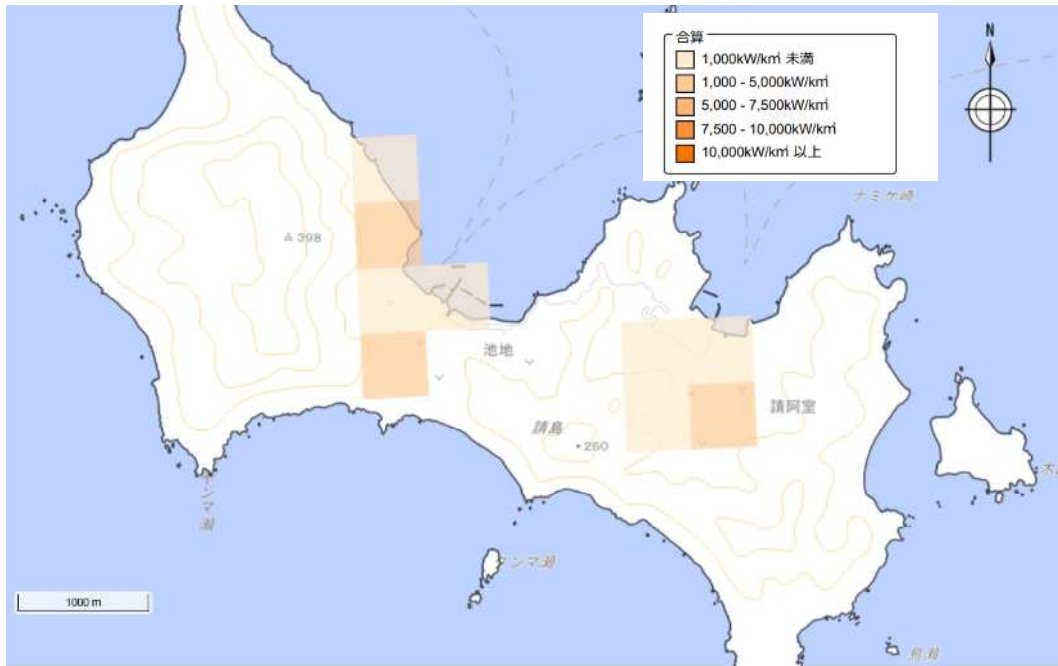 合算
1,000kW/k㎡ 未満
1,000 - 5,000kW/k㎡
5,000 - 7,500kW/k㎡
7,500 - 10,000kW/k㎡
10,000kW/k㎡ 以上
N
ナミケ崎
398
池地
請阿室
請島
260
1000 m